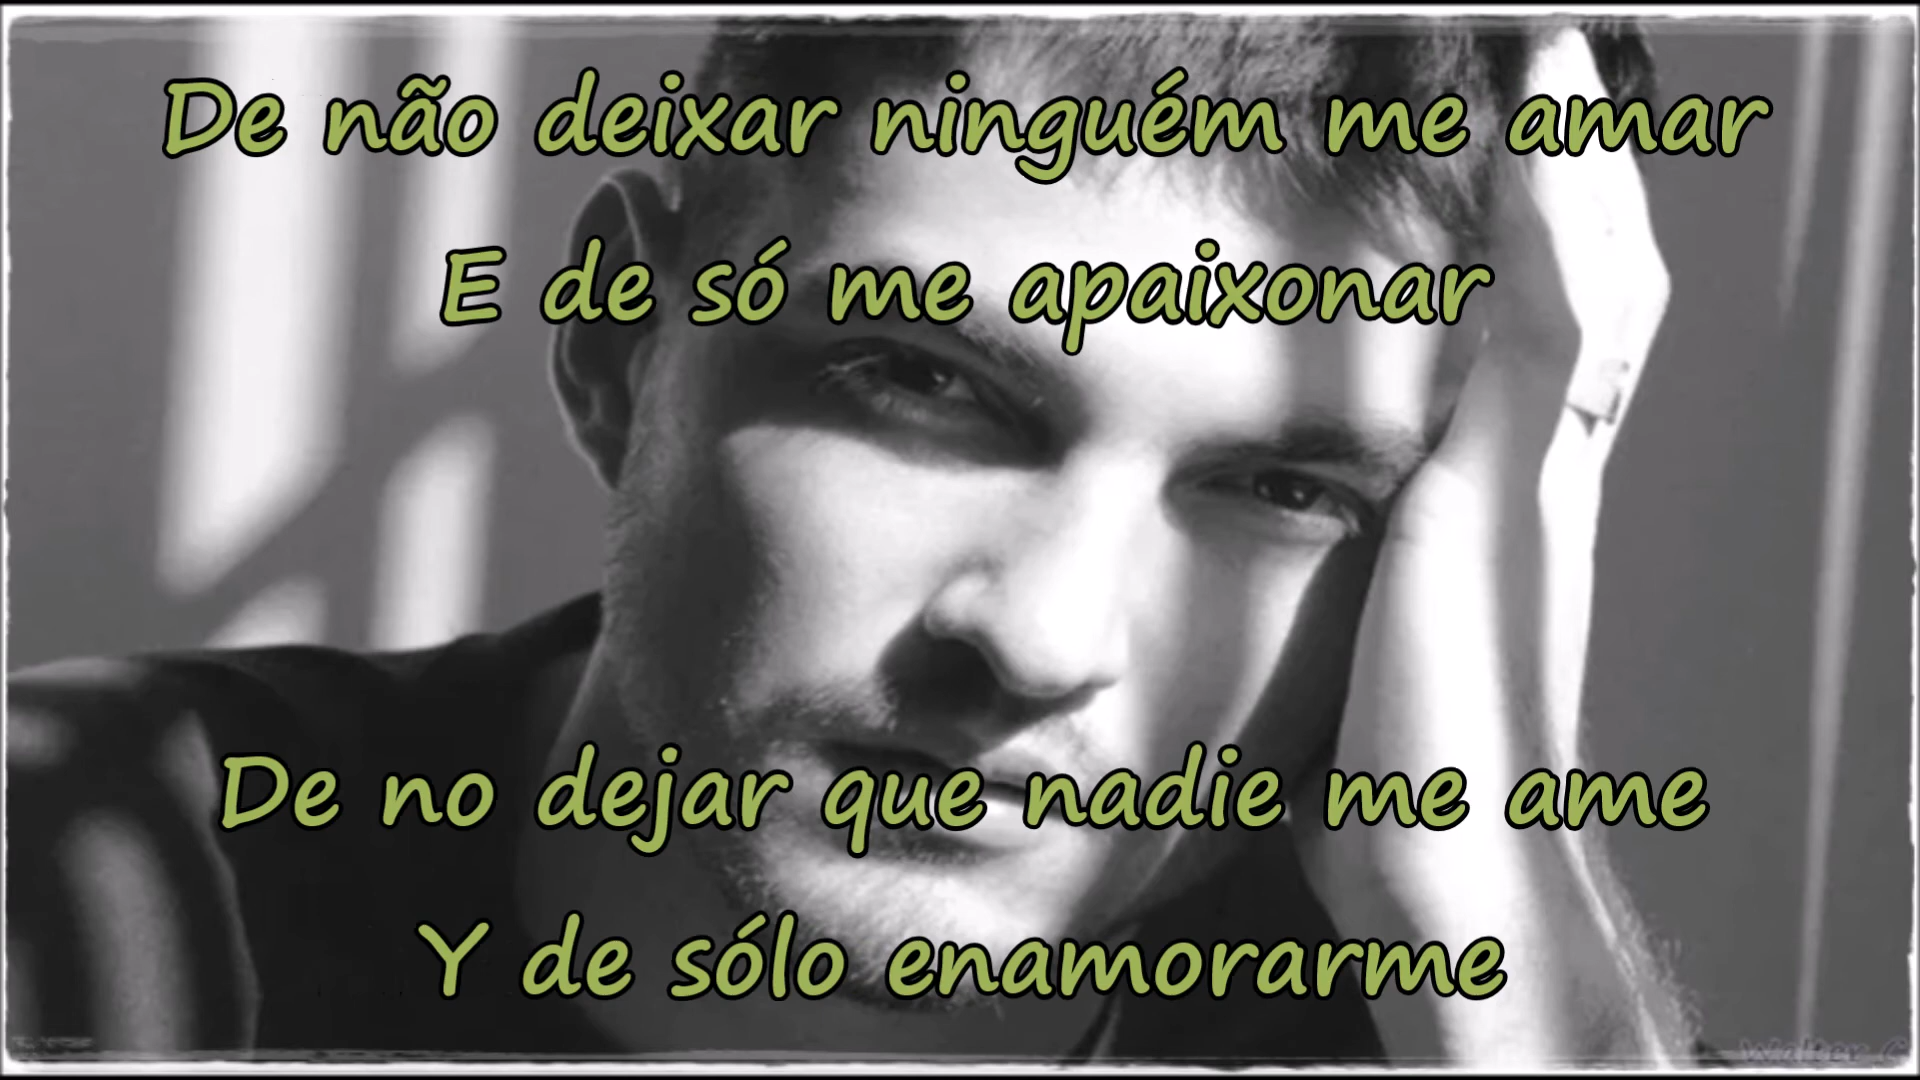 De não deixar ninguém me amar
E de só me apaixonar
De no dejar que nadie me ame
Y de sólo enamorarme
Walter G